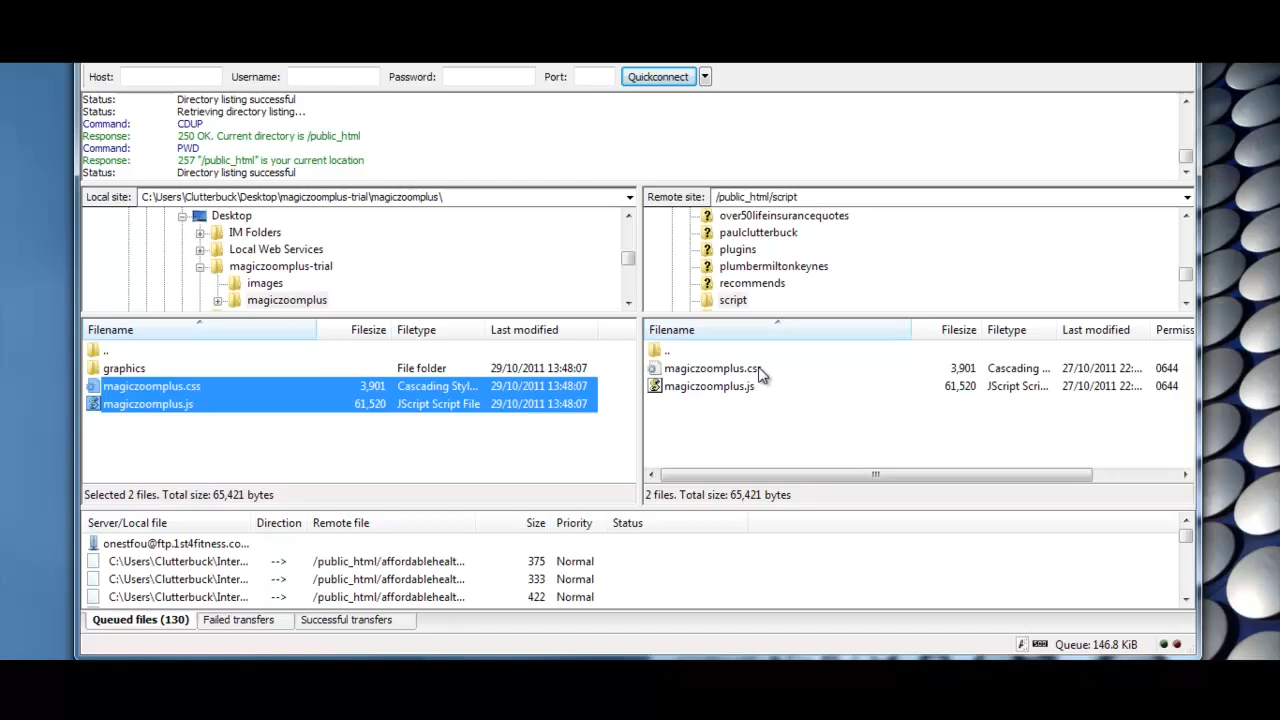 Host: Username: Password: Port: Quickconnect
Status: Directory listing successful
Status: Retrieving directory listing...
Command: CDUP
Response: 250 OK. Current directory is /public_html
Command: PWD
Response: 257 "/public_html" is your current location
Status: Directory listing successful
Local site: C:\Users\Clutterbuck\Desktop\magiczoomplus-trial\magiczoomplus\
Desktop
IM Folders
Local Web Services
magiczoomplus-trial
images
magiczoomplus
Remote site: /public_html/script
over50lifeinsurancequotes
paulclutterbuck
plugins
plumbermiltonkeynes
recommends
script
Filename Filesize Filetype Last modified
..
graphics File folder 29/10/2011 13:48:07
magiczoomplus.css 3,901 Cascading Styl... 29/10/2011 13:48:07
magiczoomplus.js 61,520 JScript Script File 29/10/2011 13:48:07
Selected 2 files. Total size: 65,421 bytes
Filename Filesize Filetype Last modified Permiss
..
magiczoomplus.css 3,901 Cascading ... 27/10/2011 22:... 0644
magiczoomplus.js 61,520 JScript Scri... 27/10/2011 22:... 0644
2 files. Total size: 65,421 bytes
Server/Local file Direction Remote file Size Priority Status
onestfou@ftp.1st4fitness.co...
C:\Users\Clutterbuck\Inter... --> /public_html/affordablehealt... 375 Normal
C:\Users\Clutterbuck\Inter... --> /public_html/affordablehealt... 333 Normal
C:\Users\Clutterbuck\Inter... --> /public_html/affordablehealt... 422 Normal
Queued files (130) Failed transfers Successful transfers
Queue: 146.8 KiB